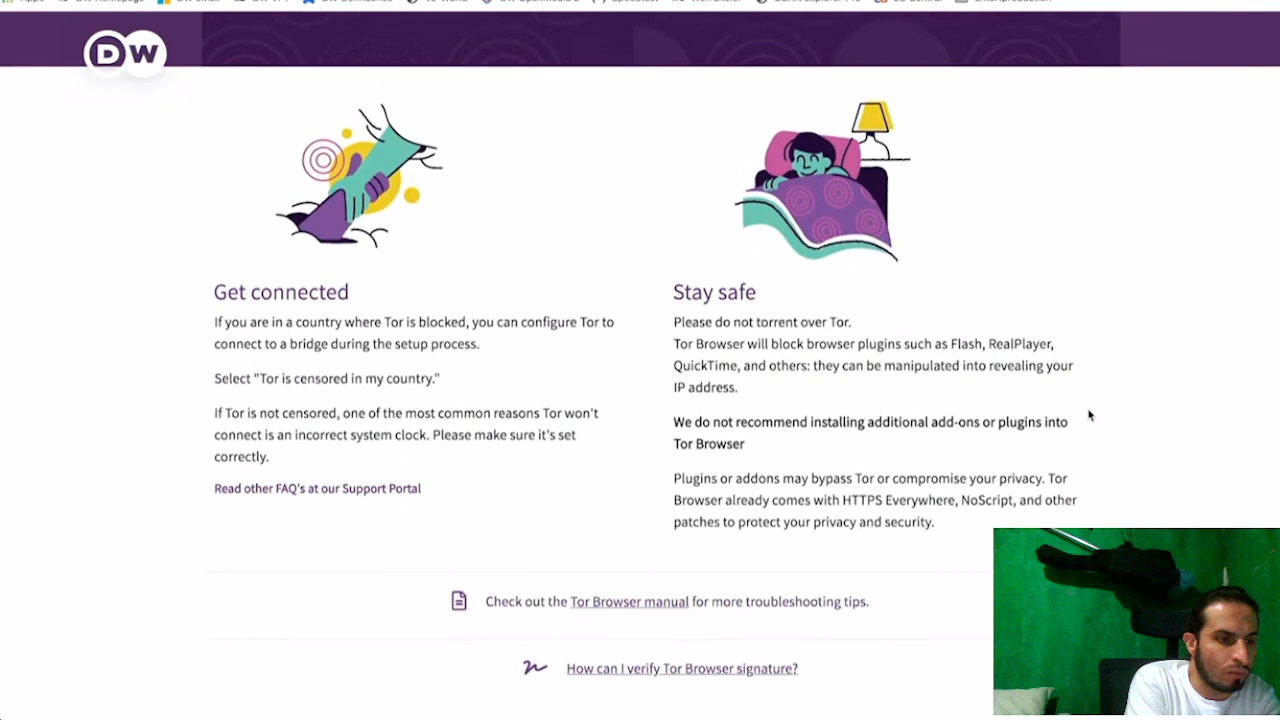 DW
Get connected
If you are in a country where Tor is blocked, you can configure Tor to
connect to a bridge during the setup process.
Select "Tor is censored in my country."
If Tor is not censored, one of the most common reasons Tor won't
connect is an incorrect system clock. Please make sure it's set
correctly.
Read other FAQ's at our Support Portal
Stay safe
Please do not torrent over Tor.
Tor Browser will block browser plugins such as Flash, RealPlayer,
QuickTime, and others: they can be manipulated into revealing your
IP address.
We do not recommend installing additional add-ons or plugins into
Tor Browser
Plugins or addons may bypass Tor or compromise your privacy. Tor
Browser already comes with HTTPS Everywhere, NoScript, and other
patches to protect your privacy and security.
Check out the Tor Browser manual for more troubleshooting tips.
How can I verify Tor Browser signature?